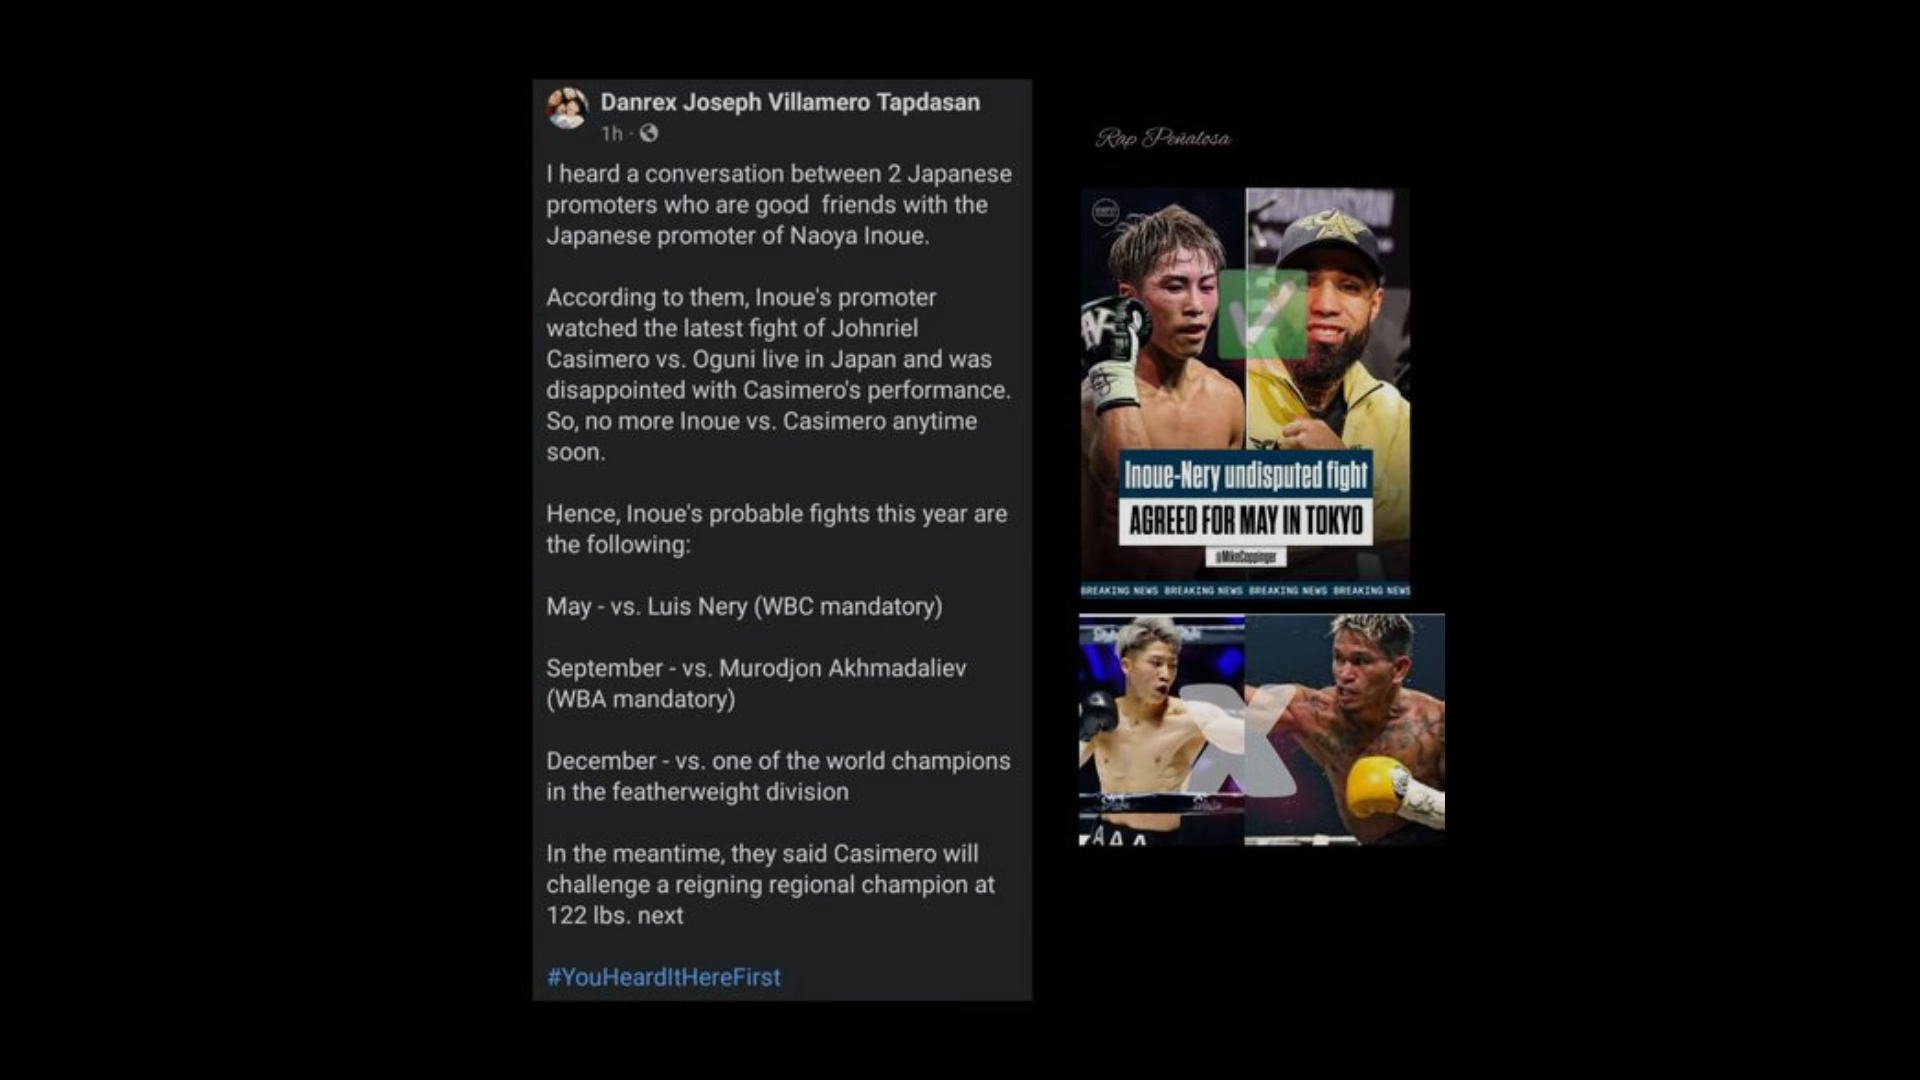 Danrex Joseph Villamero Tapdasan
1h ·
I heard a conversation between 2 Japanese
promoters who are good  friends with the
Japanese promoter of Naoya Inoue.
According to them, Inoue's promoter
watched the latest fight of Johnriel
Casimero vs. Oguni live in Japan and was
disappointed with Casimero's performance.
So, no more Inoue vs. Casimero anytime
soon.
Hence, Inoue's probable fights this year are
the following:
May - vs. Luis Nery (WBC mandatory)
September - vs. Murodjon Akhmadaliev
(WBA mandatory)
December - vs. one of the world champions
in the featherweight division
In the meantime, they said Casimero will
challenge a reigning regional champion at
122 lbs. next
#YouHeardItHereFirst
Rap Peñalosa
Inoue-Nery undisputed fight
AGREED FOR MAY IN TOKYO
@MikeCoppinger
BREAKING NEWS BREAKING NEWS BREAKING NEWS BREAKING NEWS